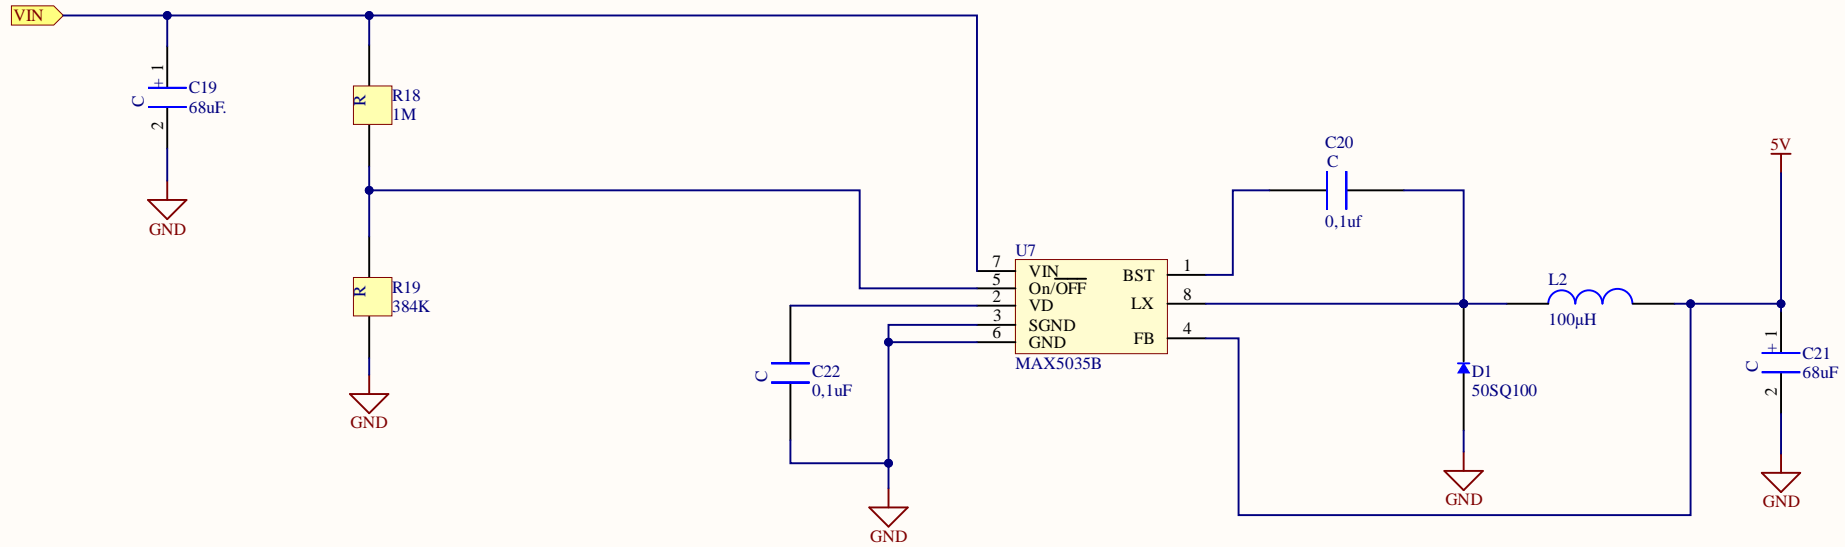 VIN
1
+
C
C19
68uF.
2
GND
R
R18
1M
R
R19
384K
GND
U7
7
VIN
5
On/OFF
2
VD
3
SGND
6
GND
BST
1
LX
8
FB
4
MAX5035B
C
C22
0,1uF
GND
C20
C
0,1uf
L2
100µH
D1
50SQ100
GND
5V
1
+
C
C21
68uF
2
GND